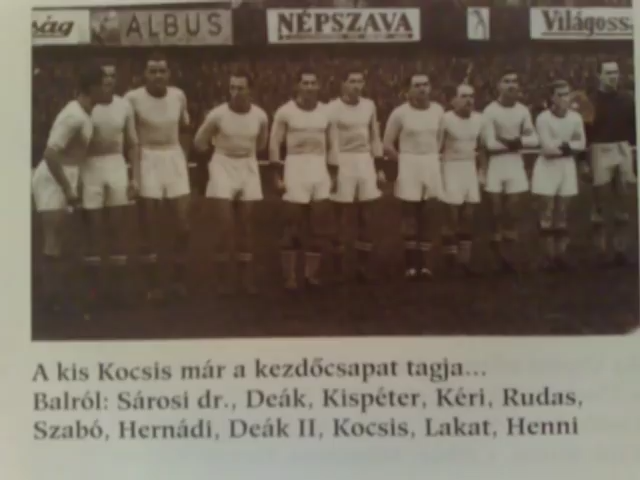 ság ALBUS NÉPSZAVA Világoss
A kis Kocsis már a kezdőcsapat tagja...
Balról: Sárosi dr., Deák, Kispéter, Kéri, Rudas,
Szabó, Hernádi, Deák II, Kocsis, Lakat, Henni